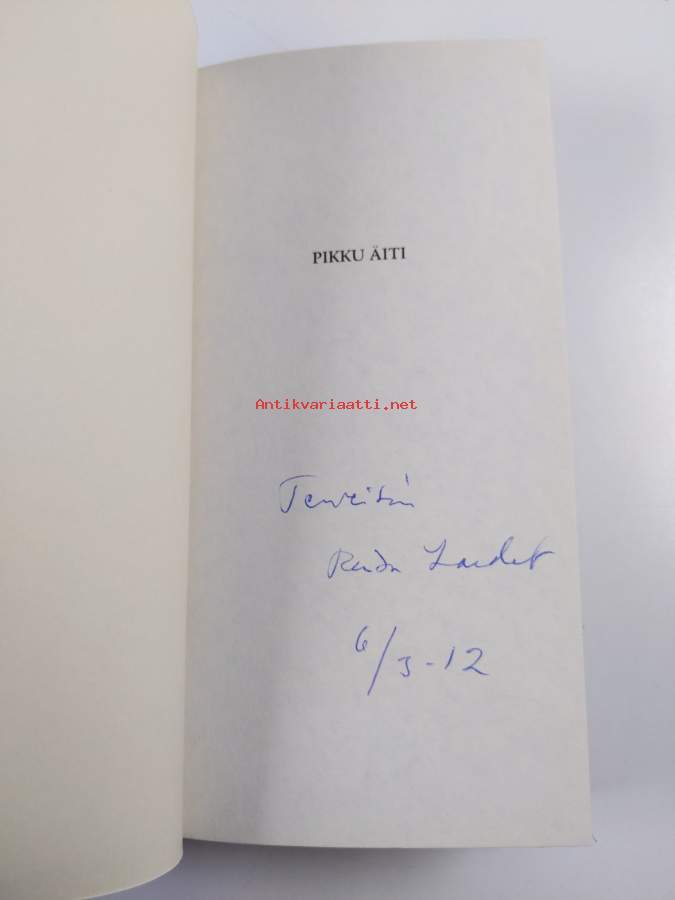 PIKKU ÄITI
Antikvariaatti.net
Terveisin
6/3-12